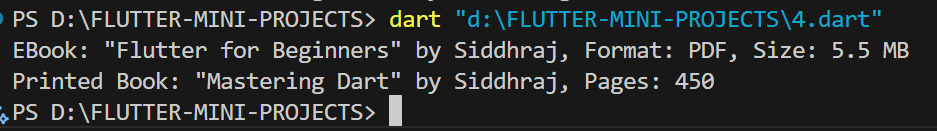 PS D:\FLUTTER-MINI-PROJECTS> dart "d:\FLUTTER-MINI-PROJECTS\4.dart"
EBook: "Flutter for Beginners" by Siddhraj, Format: PDF, Size: 5.5 MB
Printed Book: "Mastering Dart" by Siddhraj, Pages: 450
PS D:\FLUTTER-MINI-PROJECTS>